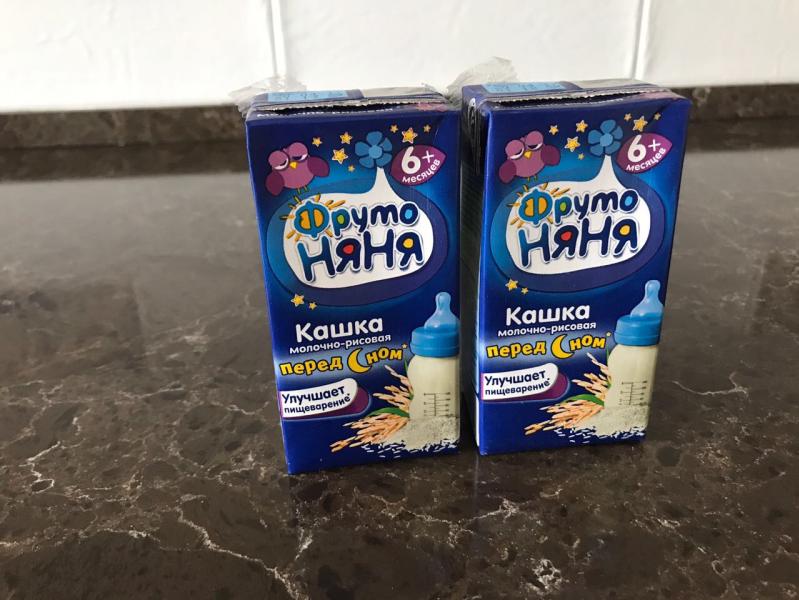 6+
месяцев
Фруто
НЯНЯ
Кашка
молочно-рисовая
перед Сном*
Улучшает
пищеварение*
6+
месяцев
Фруто
НЯНЯ
Кашка
молочно-рисовая
перед Сном*
Улучшает
пищеварение*